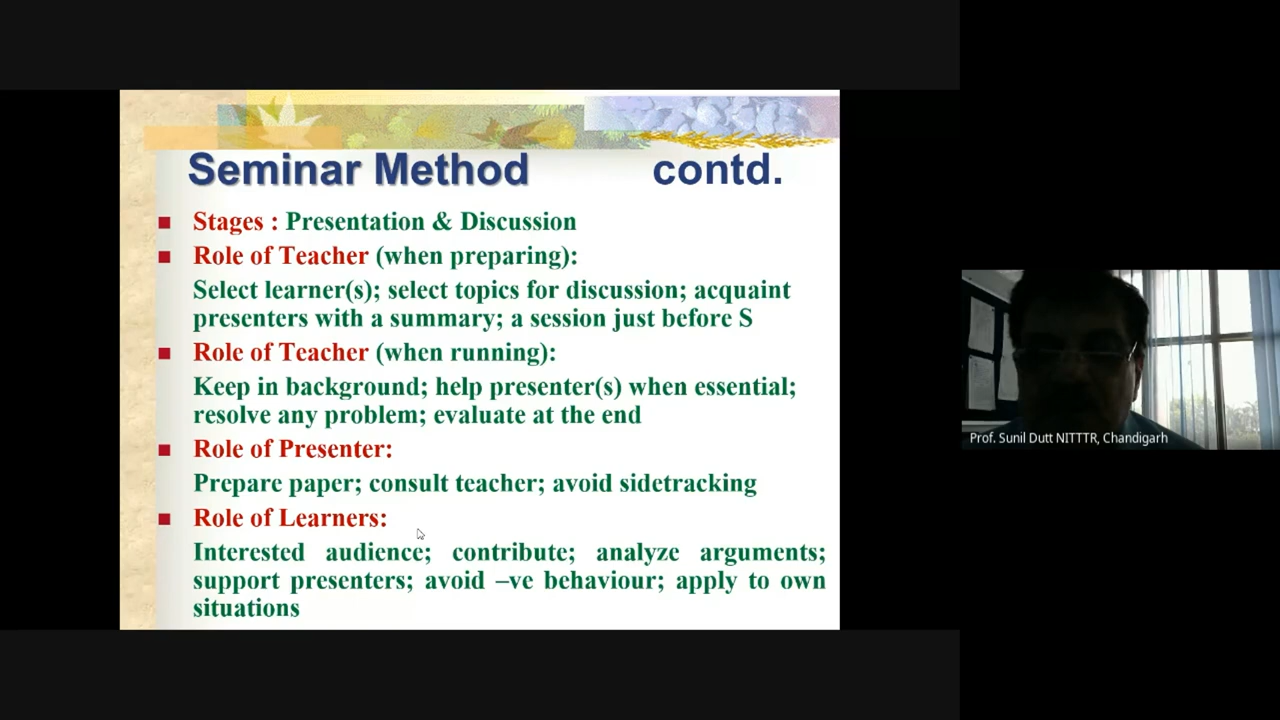 Seminar Method contd.
Stages : Presentation & Discussion
Role of Teacher (when preparing):
Select learner(s); select topics for discussion; acquaint
presenters with a summary; a session just before S
Role of Teacher (when running):
Keep in background; help presenter(s) when essential;
resolve any problem; evaluate at the end
Role of Presenter:
Prepare paper; consult teacher; avoid sidetracking
Role of Learners:
Interested audience; contribute; analyze arguments;
support presenters; avoid –ve behaviour; apply to own
situations
Prof. Sunil Dutt NITTTR, Chandigarh